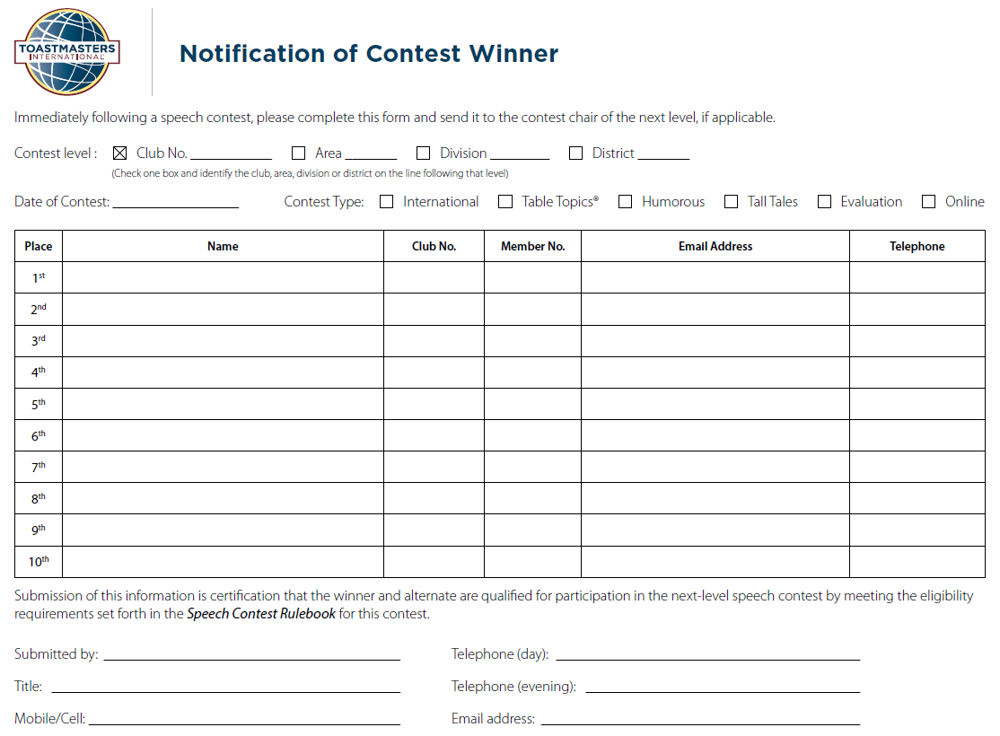 TOASTMASTERS
INTERNATIONAL
Notification of Contest Winner
Immediately following a speech contest, please complete this form and send it to the contest chair of the next level, if applicable.
Contest level : ☒ Club No. __________ ☐ Area ______ ☐ Division _______ ☐ District ______
(Check one box and identify the club, area, division or district on the line following that level)
Date of Contest: _______________ Contest Type: ☐ International ☐ Table Topics® ☐ Humorous ☐ Tall Tales ☐ Evaluation ☐ Online
Place Name Club No. Member No. Email Address Telephone
1st
2nd
3rd
4th
5th
6th
7th
8th
9th
10th
Submission of this information is certification that the winner and alternate are qualified for participation in the next-level speech contest by meeting the eligibility
requirements set forth in the Speech Contest Rulebook for this contest.
Submitted by: ______________________ Telephone (day): ______________________
Title: ______________________ Telephone (evening): ______________________
Mobile/Cell: ______________________ Email address: ______________________